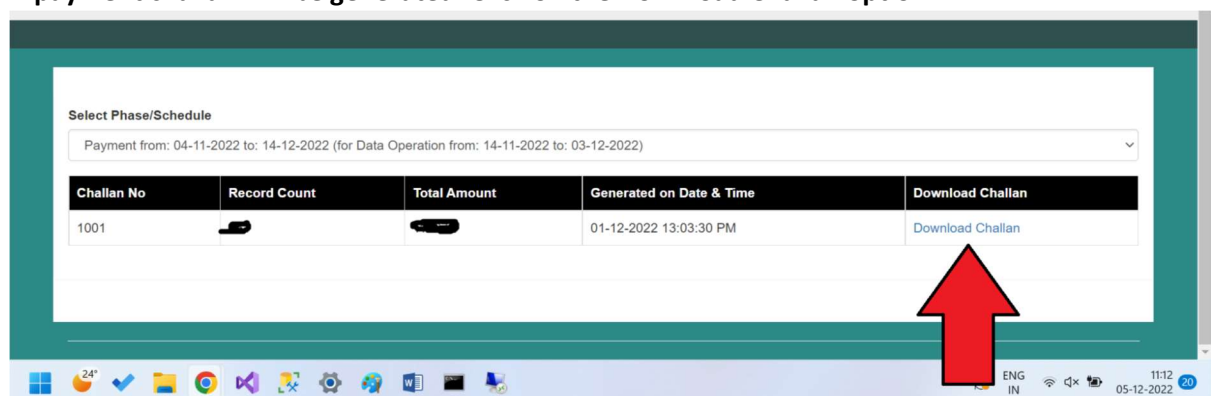 Select Phase/Schedule
Payment from: 04-11-2022 to: 14-12-2022 (for Data Operation from: 14-11-2022 to: 03-12-2022)
Challan No Record Count Total Amount Generated on Date & Time Download Challan
1001 01-12-2022 13:03:30 PM Download Challan
24°
ENG 11:12
IN 05-12-2022 20